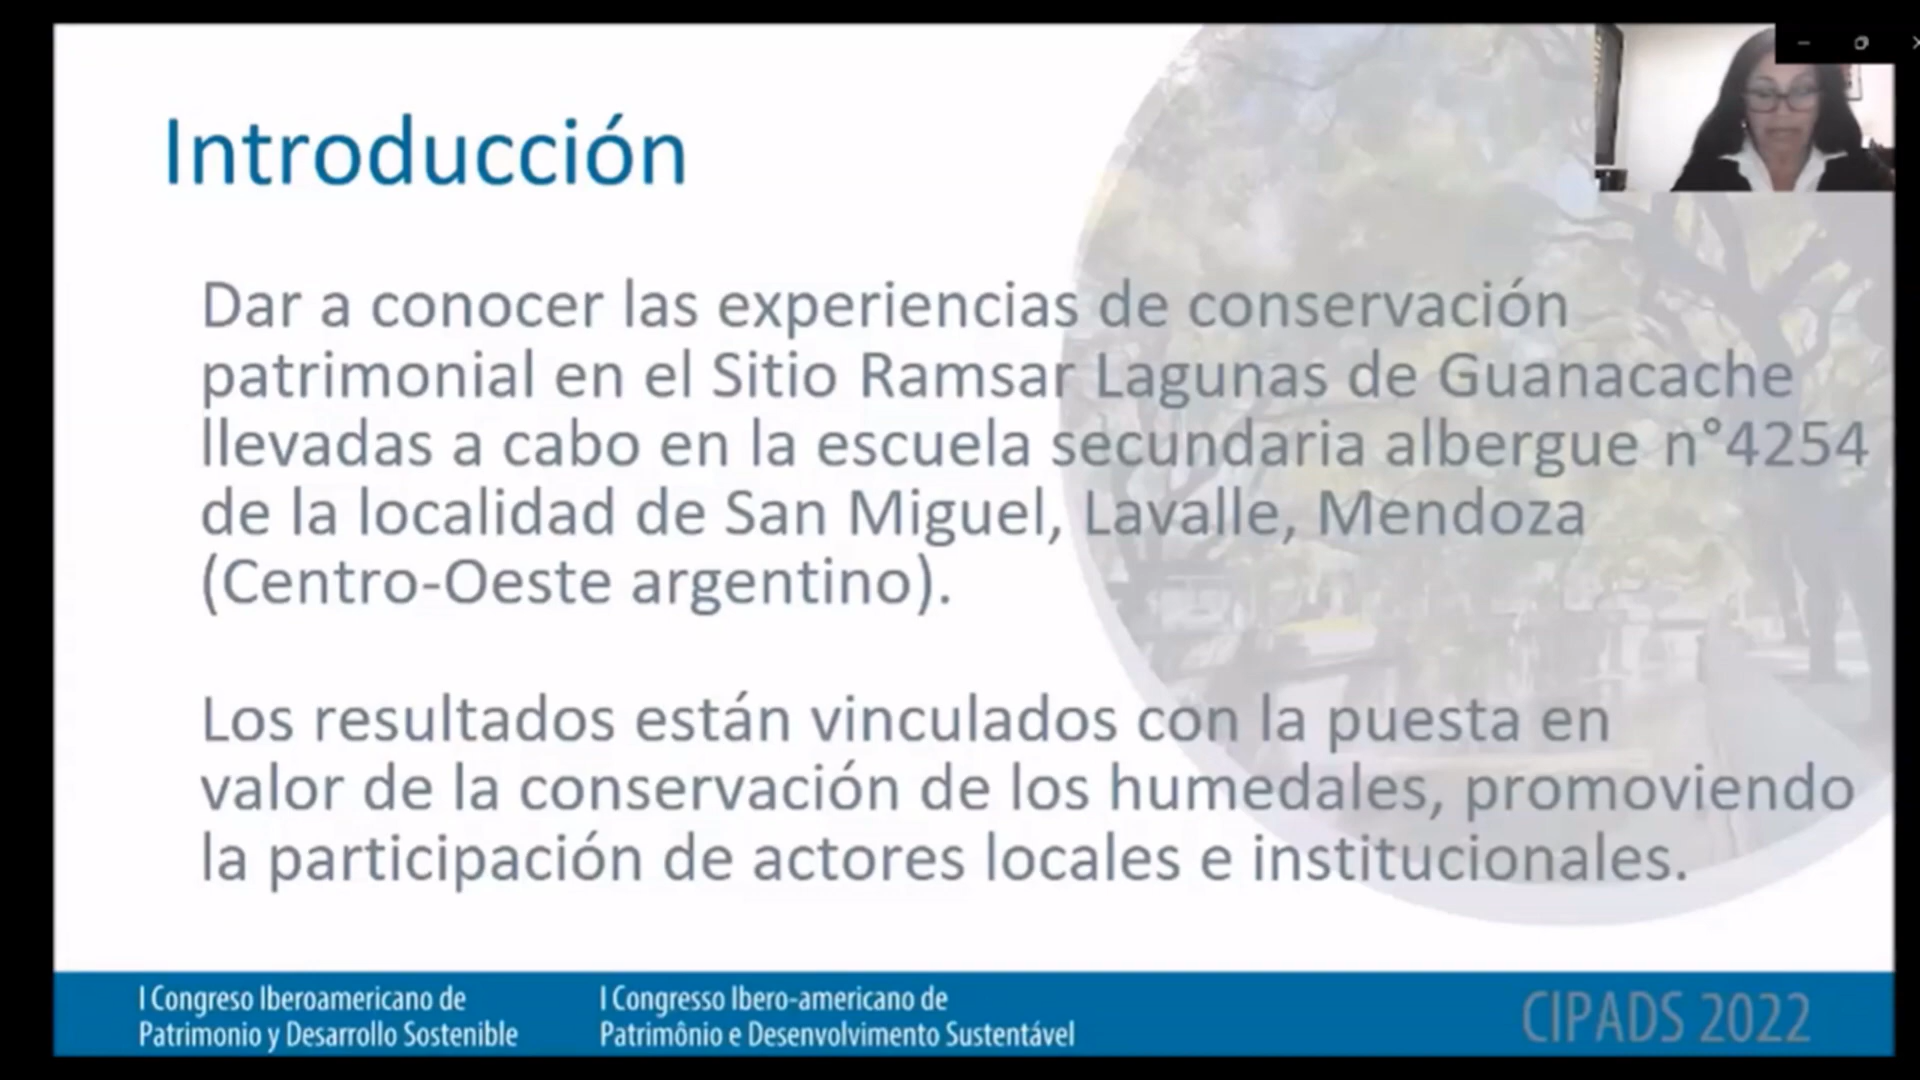 Introducción
Dar a conocer las experiencias de conservación
patrimonial en el Sitio Ramsar Lagunas de Guanacache
llevadas a cabo en la escuela secundaria albergue n°4254
de la localidad de San Miguel, Lavalle, Mendoza
(Centro-Oeste argentino).
Los resultados están vinculados con la puesta en
valor de la conservación de los humedales, promoviendo
la participación de actores locales e institucionales.
I Congreso Iberoamericano de
Patrimonio y Desarrollo Sostenible
I Congresso Ibero-americano de
Patrimônio e Desenvolvimento Sustentável
CIPADS 2022